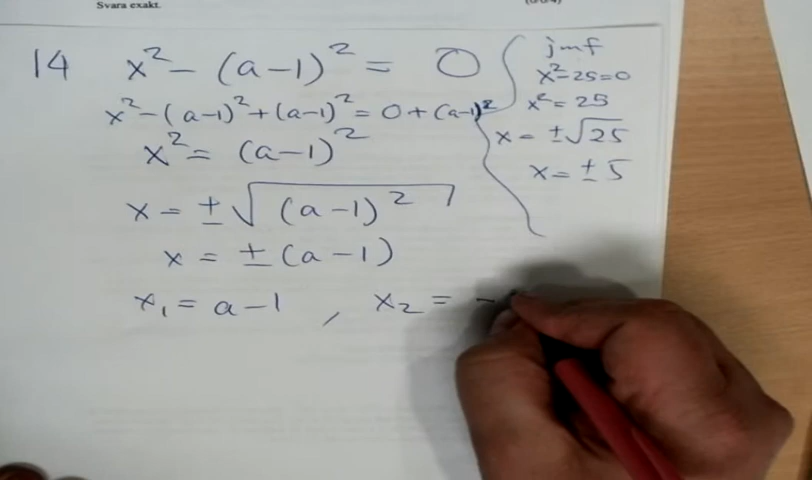 Svara exakt.
14 x² – (a–1)² = 0
x² – (a–1)² + (a–1)² = 0 + (a–1)²
x² = (a–1)²
x = ±√(a–1)²
x = ±(a–1)
x₁ = a–1 , x₂ = –
jmf
x²–25=0
x² = 25
x = ±√25
x = ±5